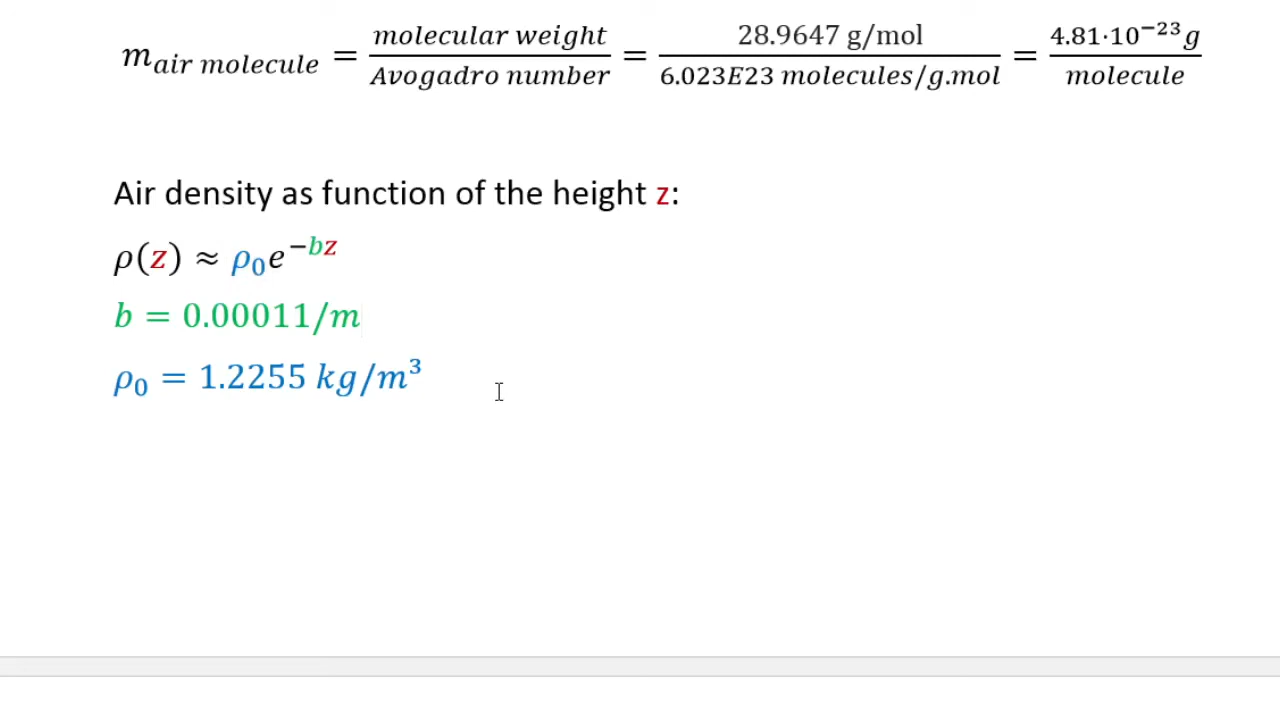 m_air molecule = molecular weight / Avogadro number = 28.9647 g/mol / 6.023E23 molecules/g.mol = 4.81·10⁻²³g / molecule
Air density as function of the height z:
ρ(z) ≈ ρ₀e⁻ᵇᶻ
b = 0.00011/m
ρ₀ = 1.2255 kg/m³